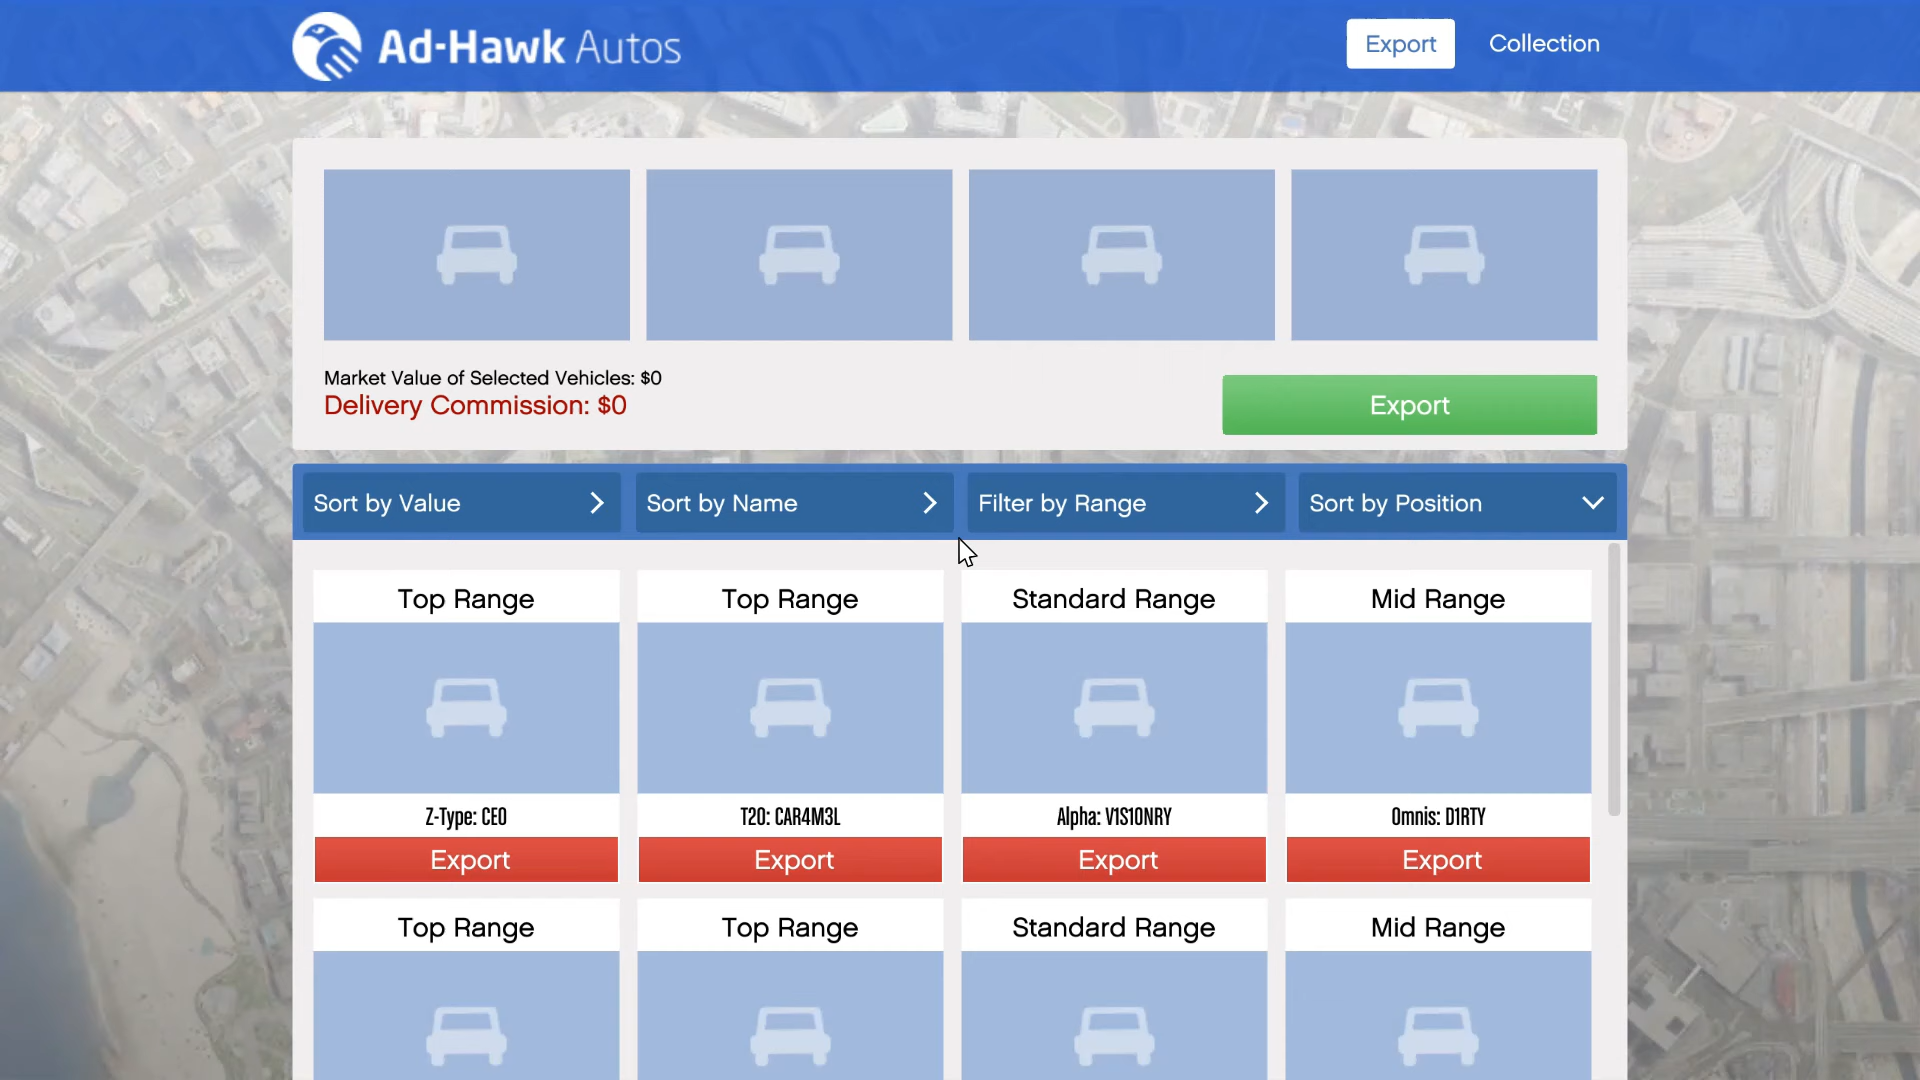 Ad-Hawk Autos
Export
Collection
Market Value of Selected Vehicles: $0
Delivery Commission: $0
Export
Sort by Value
Sort by Name
Filter by Range
Sort by Position
Top Range
Top Range
Standard Range
Mid Range
Z-Type: CEO
T20: CAR4M3L
Alpha: V1S10NRY
Omnis: D1RTY
Export
Export
Export
Export
Top Range
Top Range
Standard Range
Mid Range